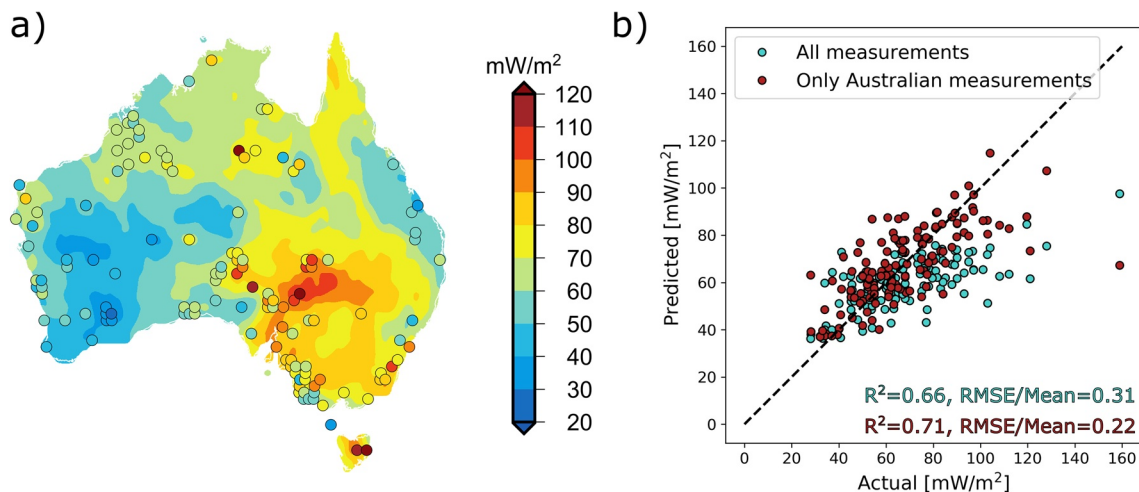 a)
mW/m²
120
110
100
90
80
70
60
50
40
30
20
b)
All measurements
Only Australian measurements
Predicted [mW/m²]
160
140
120
100
80
60
40
20
0
R²=0.66, RMSE/Mean=0.31
R²=0.71, RMSE/Mean=0.22
0 20 40 60 80 100 120 140 160
Actual [mW/m²]